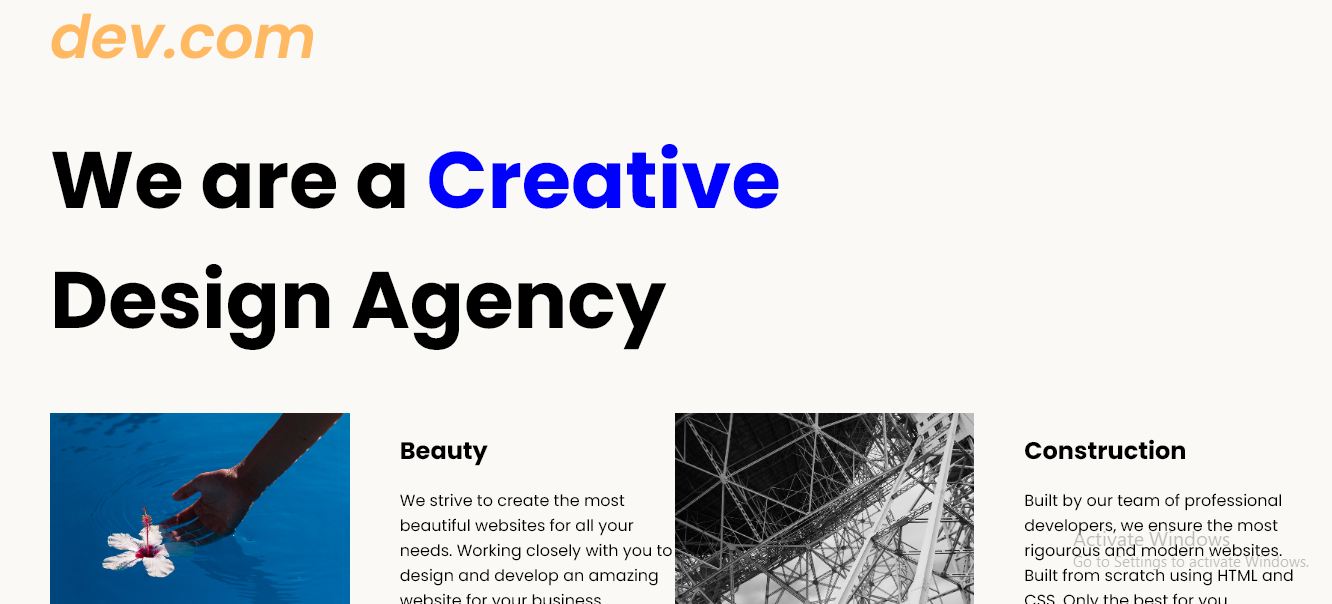 dev.com
We are a Creative
Design Agency
Beauty
We strive to create the most
beautiful websites for all your
needs. Working closely with you to
design and develop an amazing
website for your business
Construction
Built by our team of professional
developers, we ensure the most
rigourous and modern websites.
Built from scratch using HTML and
CSS. Only the best for you
Activate Windows
Go to Settings to activate Windows.